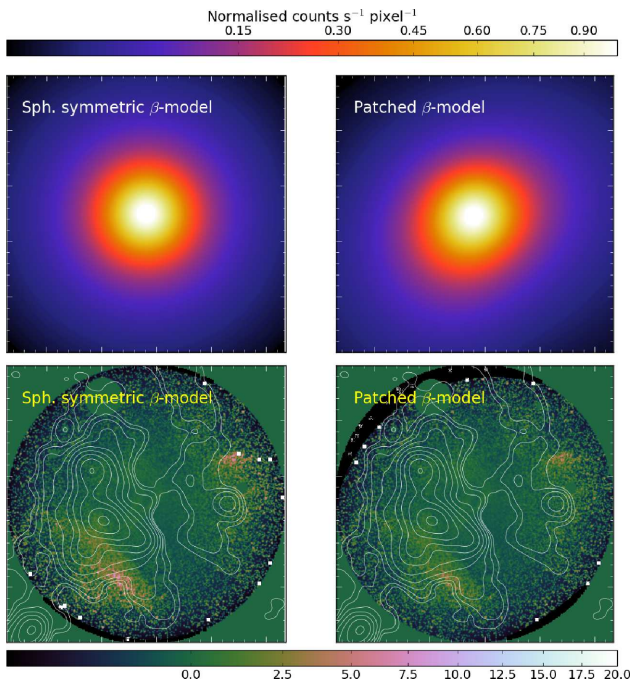 Normalised counts s⁻¹ pixel⁻¹
0.15 0.30 0.45 0.60 0.75 0.90
Sph. symmetric β-model
Patched β-model
Sph. symmetric β-model
Patched β-model
0.0 2.5 5.0 7.5 10.0 12.5 15.0 17.5 20.0